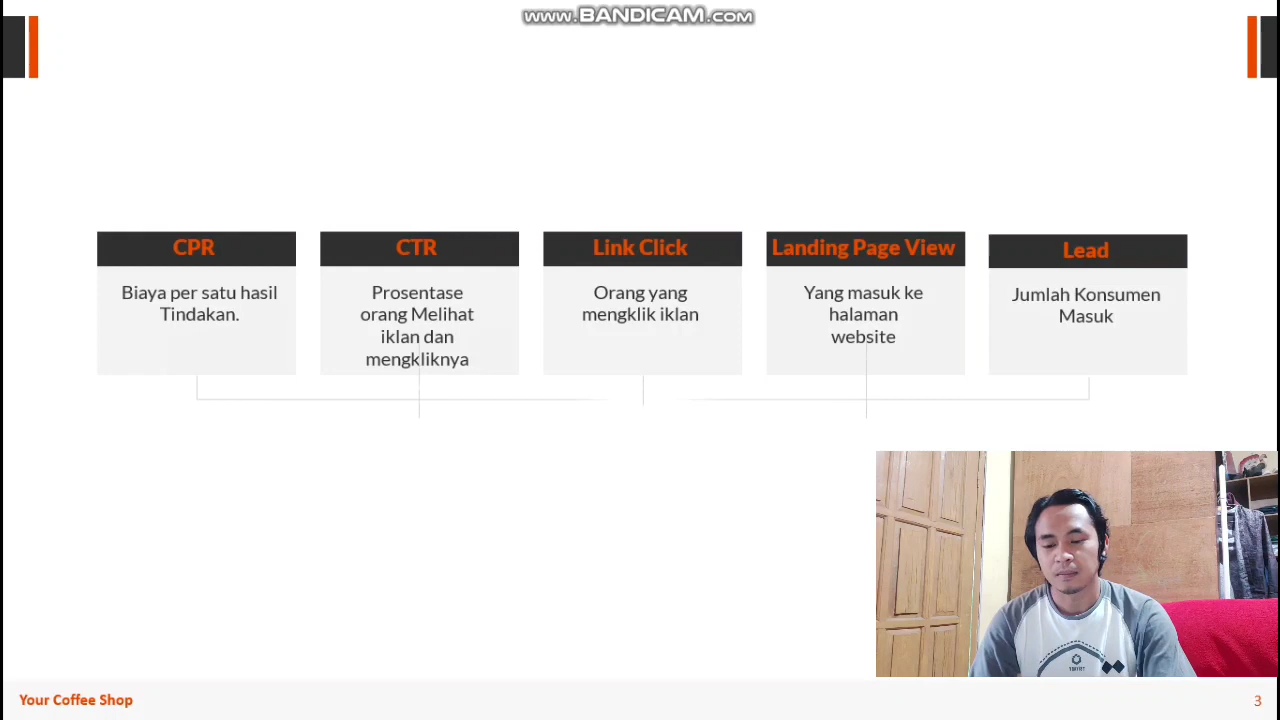 www.BANDICAM.com
CPR
Biaya per satu hasil
Tindakan.
CTR
Prosentase
orang Melihat
iklan dan
mengkliknya
Link Click
Orang yang
mengklik iklan
Landing Page View
Yang masuk ke
halaman
website
Lead
Jumlah Konsumen
Masuk
Your Coffee Shop
3